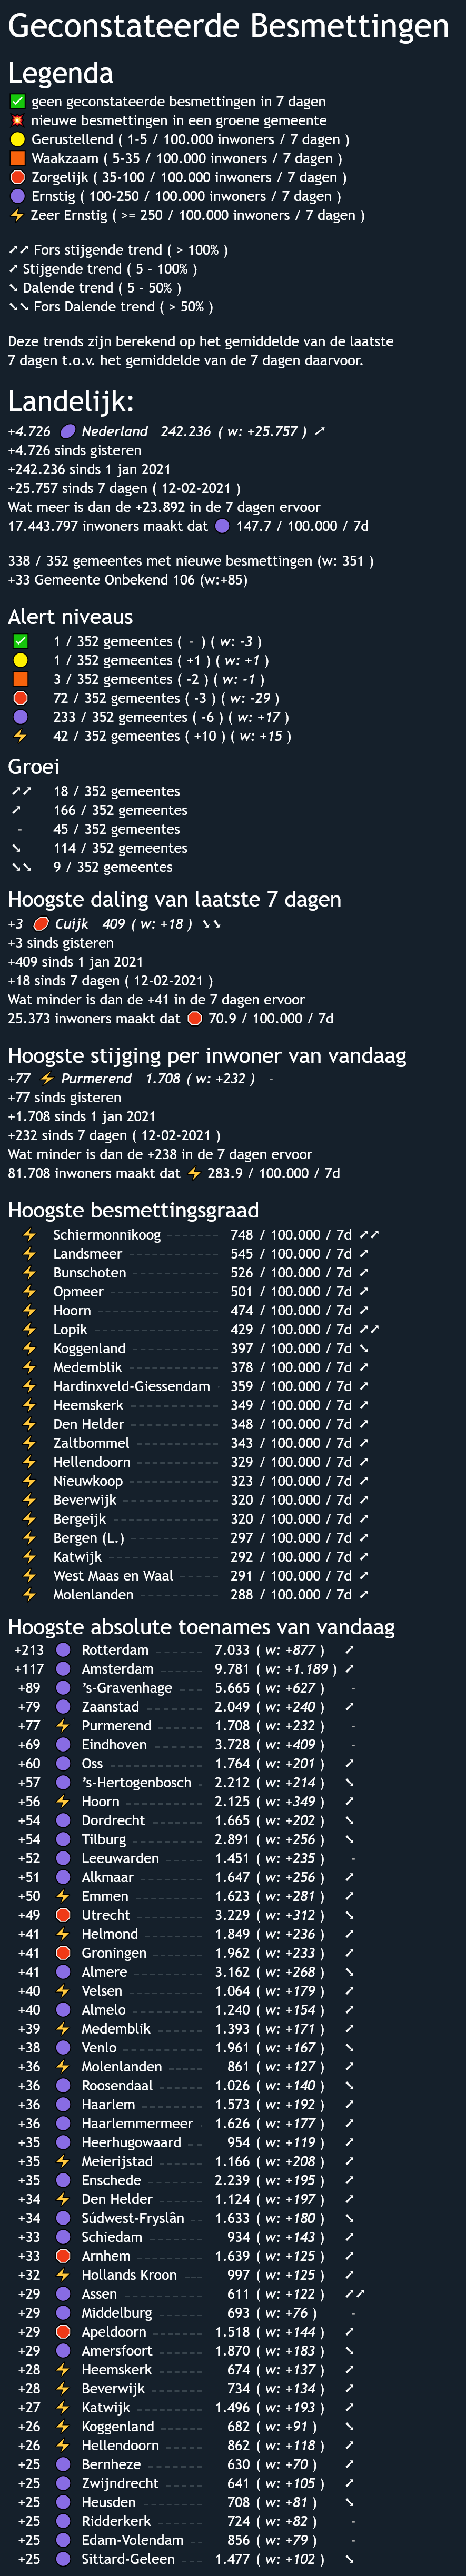 Geconstateerde Besmettingen
Legenda
✅ geen geconstateerde besmettingen in 7 dagen
💥 nieuwe besmettingen in een groene gemeente
🟡 Gerustellend ( 1-5 / 100.000 inwoners / 7 dagen )
🟧 Waakzaam ( 5-35 / 100.000 inwoners / 7 dagen )
🛑 Zorgelijk ( 35-100 / 100.000 inwoners / 7 dagen )
🟣 Ernstig ( 100-250 / 100.000 inwoners / 7 dagen )
⚡ Zeer Ernstig ( >= 250 / 100.000 inwoners / 7 dagen )
➚➚ Fors stijgende trend ( > 100% )
➚ Stijgende trend ( 5 - 100% )
➘ Dalende trend ( 5 - 50% )
➘➘ Fors Dalende trend ( > 50% )
Deze trends zijn berekend op het gemiddelde van de laatste
7 dagen t.o.v. het gemiddelde van de 7 dagen daarvoor.
Landelijk:
+4.726 🟣 Nederland 242.236 ( w: +25.757 ) ➚
+4.726 sinds gisteren
+242.236 sinds 1 jan 2021
+25.757 sinds 7 dagen ( 12-02-2021 )
Wat meer is dan de +23.892 in de 7 dagen ervoor
17.443.797 inwoners maakt dat 🟣 147.7 / 100.000 / 7d
338 / 352 gemeentes met nieuwe besmettingen (w: 351 )
+33 Gemeente Onbekend 106 (w:+85)
Alert niveaus
✅ 1 / 352 gemeentes ( - ) ( w: -3 )
🟡 1 / 352 gemeentes ( +1 ) ( w: +1 )
🟧 3 / 352 gemeentes ( -2 ) ( w: -1 )
🛑 72 / 352 gemeentes ( -3 ) ( w: -29 )
🟣 233 / 352 gemeentes ( -6 ) ( w: +17 )
⚡ 42 / 352 gemeentes ( +10 ) ( w: +15 )
Groei
➚➚ 18 / 352 gemeentes
➚ 166 / 352 gemeentes
- 45 / 352 gemeentes
➘ 114 / 352 gemeentes
➘➘ 9 / 352 gemeentes
Hoogste daling van laatste 7 dagen
+3 🛑 Cuijk 409 ( w: +18 ) ➘➘
+3 sinds gisteren
+409 sinds 1 jan 2021
+18 sinds 7 dagen ( 12-02-2021 )
Wat minder is dan de +41 in de 7 dagen ervoor
25.373 inwoners maakt dat 🛑 70.9 / 100.000 / 7d
Hoogste stijging per inwoner van vandaag
+77 ⚡ Purmerend 1.708 ( w: +232 ) -
+77 sinds gisteren
+1.708 sinds 1 jan 2021
+232 sinds 7 dagen ( 12-02-2021 )
Wat minder is dan de +238 in de 7 dagen ervoor
81.708 inwoners maakt dat ⚡ 283.9 / 100.000 / 7d
Hoogste besmettingsgraad
⚡ Schiermonnikoog 748 / 100.000 / 7d ➚➚
⚡ Landsmeer 545 / 100.000 / 7d ➚
⚡ Bunschoten 526 / 100.000 / 7d ➚
⚡ Opmeer 501 / 100.000 / 7d ➚
⚡ Hoorn 474 / 100.000 / 7d ➚
⚡ Lopik 429 / 100.000 / 7d ➚➚
⚡ Koggenland 397 / 100.000 / 7d ➘
⚡ Medemblik 378 / 100.000 / 7d ➚
⚡ Hardinxveld-Giessendam 359 / 100.000 / 7d ➚
⚡ Heemskerk 349 / 100.000 / 7d ➚
⚡ Den Helder 348 / 100.000 / 7d ➚
⚡ Zaltbommel 343 / 100.000 / 7d ➚
⚡ Hellendoorn 329 / 100.000 / 7d ➚
⚡ Nieuwkoop 323 / 100.000 / 7d ➚
⚡ Beverwijk 320 / 100.000 / 7d ➚
⚡ Bergeijk 320 / 100.000 / 7d ➚
⚡ Bergen (L.) 297 / 100.000 / 7d ➚
⚡ Katwijk 292 / 100.000 / 7d ➚
⚡ West Maas en Waal 291 / 100.000 / 7d ➚
⚡ Molenlanden 288 / 100.000 / 7d ➚
Hoogste absolute toenames van vandaag
+213 🟣 Rotterdam 7.033 ( w: +877 ) ➚
+117 🟣 Amsterdam 9.781 ( w: +1.189 ) ➚
+89 🟣 's-Gravenhage 5.665 ( w: +627 ) -
+79 🟣 Zaanstad 2.049 ( w: +240 ) ➚
+77 ⚡ Purmerend 1.708 ( w: +232 ) -
+69 🟣 Eindhoven 3.728 ( w: +409 ) -
+60 🟣 Oss 1.764 ( w: +201 ) ➚
+57 🟣 's-Hertogenbosch 2.212 ( w: +214 ) ➘
+56 ⚡ Hoorn 2.125 ( w: +349 ) ➚
+54 🟣 Dordrecht 1.665 ( w: +202 ) ➘
+54 🟣 Tilburg 2.891 ( w: +256 ) ➘
+52 🟣 Leeuwarden 1.451 ( w: +235 ) -
+51 🟣 Alkmaar 1.647 ( w: +256 ) ➚
+50 ⚡ Emmen 1.623 ( w: +281 ) ➚
+49 🛑 Utrecht 3.229 ( w: +312 ) ➘
+41 ⚡ Helmond 1.849 ( w: +236 ) ➚
+41 🛑 Groningen 1.962 ( w: +233 ) ➚
+41 🟣 Almere 3.162 ( w: +268 ) ➘
+40 ⚡ Velsen 1.064 ( w: +179 ) ➚
+40 🟣 Almelo 1.240 ( w: +154 ) ➚
+39 ⚡ Medemblik 1.393 ( w: +171 ) ➚
+38 🟣 Venlo 1.961 ( w: +167 ) ➘
+36 ⚡ Molenlanden 861 ( w: +127 ) ➚
+36 🟣 Roosendaal 1.026 ( w: +140 ) ➘
+36 🟣 Haarlem 1.573 ( w: +192 ) ➚
+36 🟣 Haarlemmermeer 1.626 ( w: +177 ) ➚
+35 🟣 Heerhugowaard 954 ( w: +119 ) ➚
+35 ⚡ Meierijstad 1.166 ( w: +208 ) ➚
+35 🟣 Enschede 2.239 ( w: +195 ) ➚
+34 ⚡ Den Helder 1.124 ( w: +197 ) ➚
+34 🟣 Súdwest-Fryslân 1.633 ( w: +180 ) ➘
+33 🟣 Schiedam 934 ( w: +143 ) ➚
+33 🛑 Arnhem 1.639 ( w: +125 ) ➚
+32 ⚡ Hollands Kroon 997 ( w: +125 ) ➚
+29 🟣 Assen 611 ( w: +122 ) ➚➚
+29 🟣 Middelburg 693 ( w: +76 ) -
+29 🛑 Apeldoorn 1.518 ( w: +144 ) ➚
+29 🟣 Amersfoort 1.870 ( w: +183 ) ➘
+28 ⚡ Heemskerk 674 ( w: +137 ) ➚
+28 ⚡ Beverwijk 734 ( w: +134 ) ➚
+27 ⚡ Katwijk 1.496 ( w: +193 ) ➚
+26 ⚡ Koggenland 682 ( w: +91 ) ➘
+26 ⚡ Hellendoorn 862 ( w: +118 ) ➚
+25 🟣 Bernheze 630 ( w: +70 ) ➚
+25 🟣 Zwijndrecht 641 ( w: +105 ) ➚
+25 🟣 Heusden 708 ( w: +81 ) ➘
+25 🟣 Ridderkerk 724 ( w: +82 ) -
+25 🟣 Edam-Volendam 856 ( w: +79 ) -
+25 🟣 Sittard-Geleen 1.477 ( w: +102 ) ➘